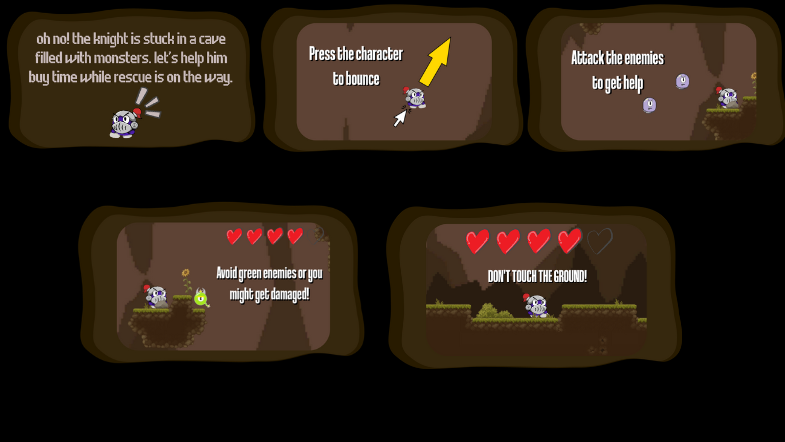 oh no! the knight is stuck in a cave
filled with monsters. let's help him
buy time while rescue is on the way.
Press the character
to bounce
Attack the enemies
to get help
Avoid green enemies or you
might get damaged!
DON'T TOUCH THE GROUND!